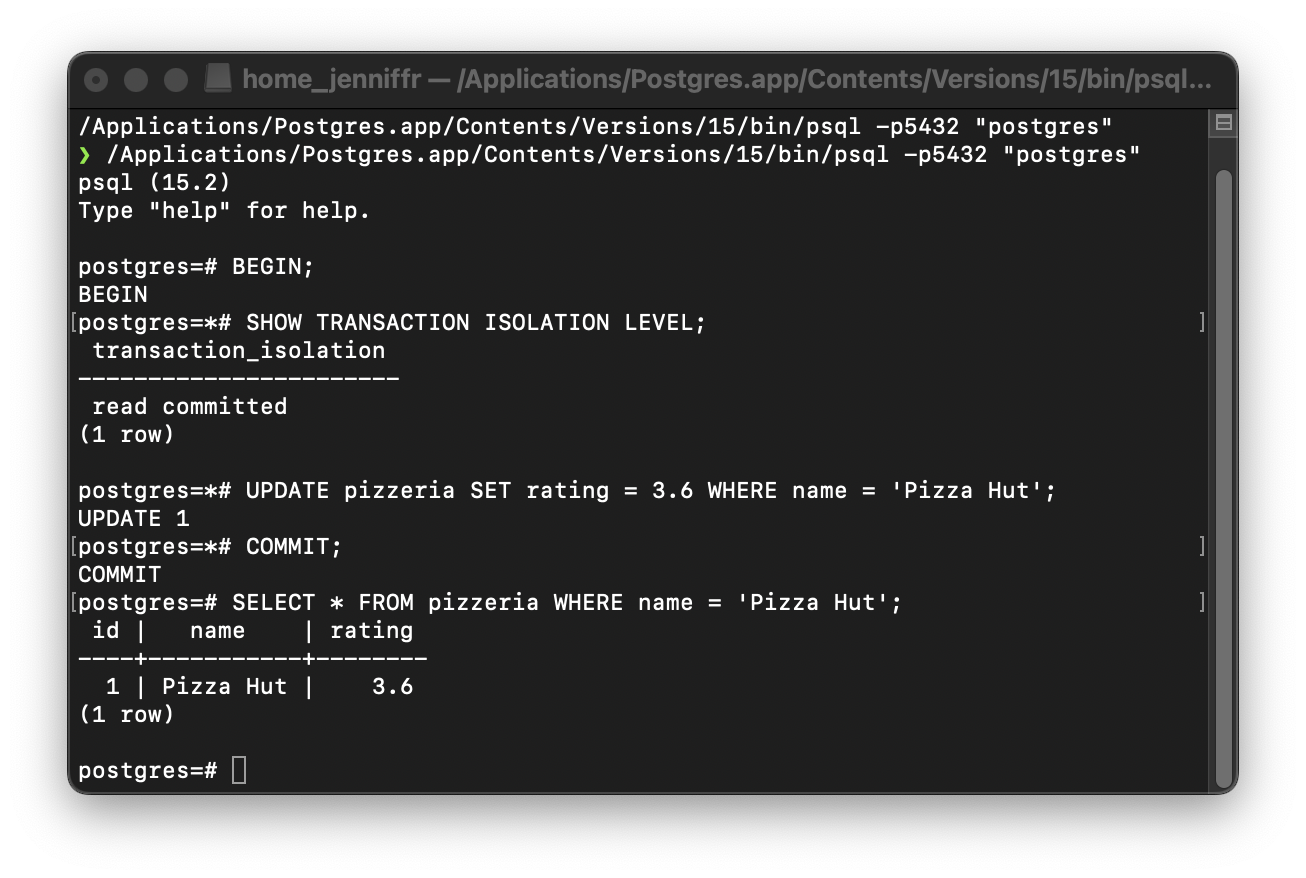 home_jenniffr — /Applications/Postgres.app/Contents/Versions/15/bin/psql...
/Applications/Postgres.app/Contents/Versions/15/bin/psql -p5432 "postgres"
❯ /Applications/Postgres.app/Contents/Versions/15/bin/psql -p5432 "postgres"
psql (15.2)
Type "help" for help.
postgres=# BEGIN;
BEGIN
[postgres=*# SHOW TRANSACTION ISOLATION LEVEL; ]
 transaction_isolation
-----------------------
 read committed
(1 row)
postgres=*# UPDATE pizzeria SET rating = 3.6 WHERE name = 'Pizza Hut';
UPDATE 1
[postgres=*# COMMIT; ]
COMMIT
[postgres=# SELECT * FROM pizzeria WHERE name = 'Pizza Hut'; ]
 id |   name    | rating
----+-----------+--------
  1 | Pizza Hut |    3.6
(1 row)
postgres=#